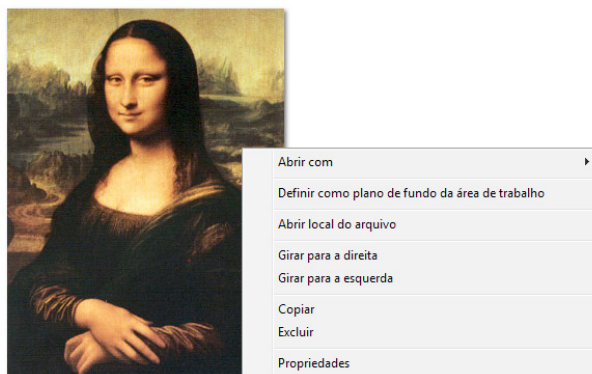 Abrir com
Definir como plano de fundo da área de trabalho
Abrir local do arquivo
Girar para a direita
Girar para a esquerda
Copiar
Excluir
Propriedades